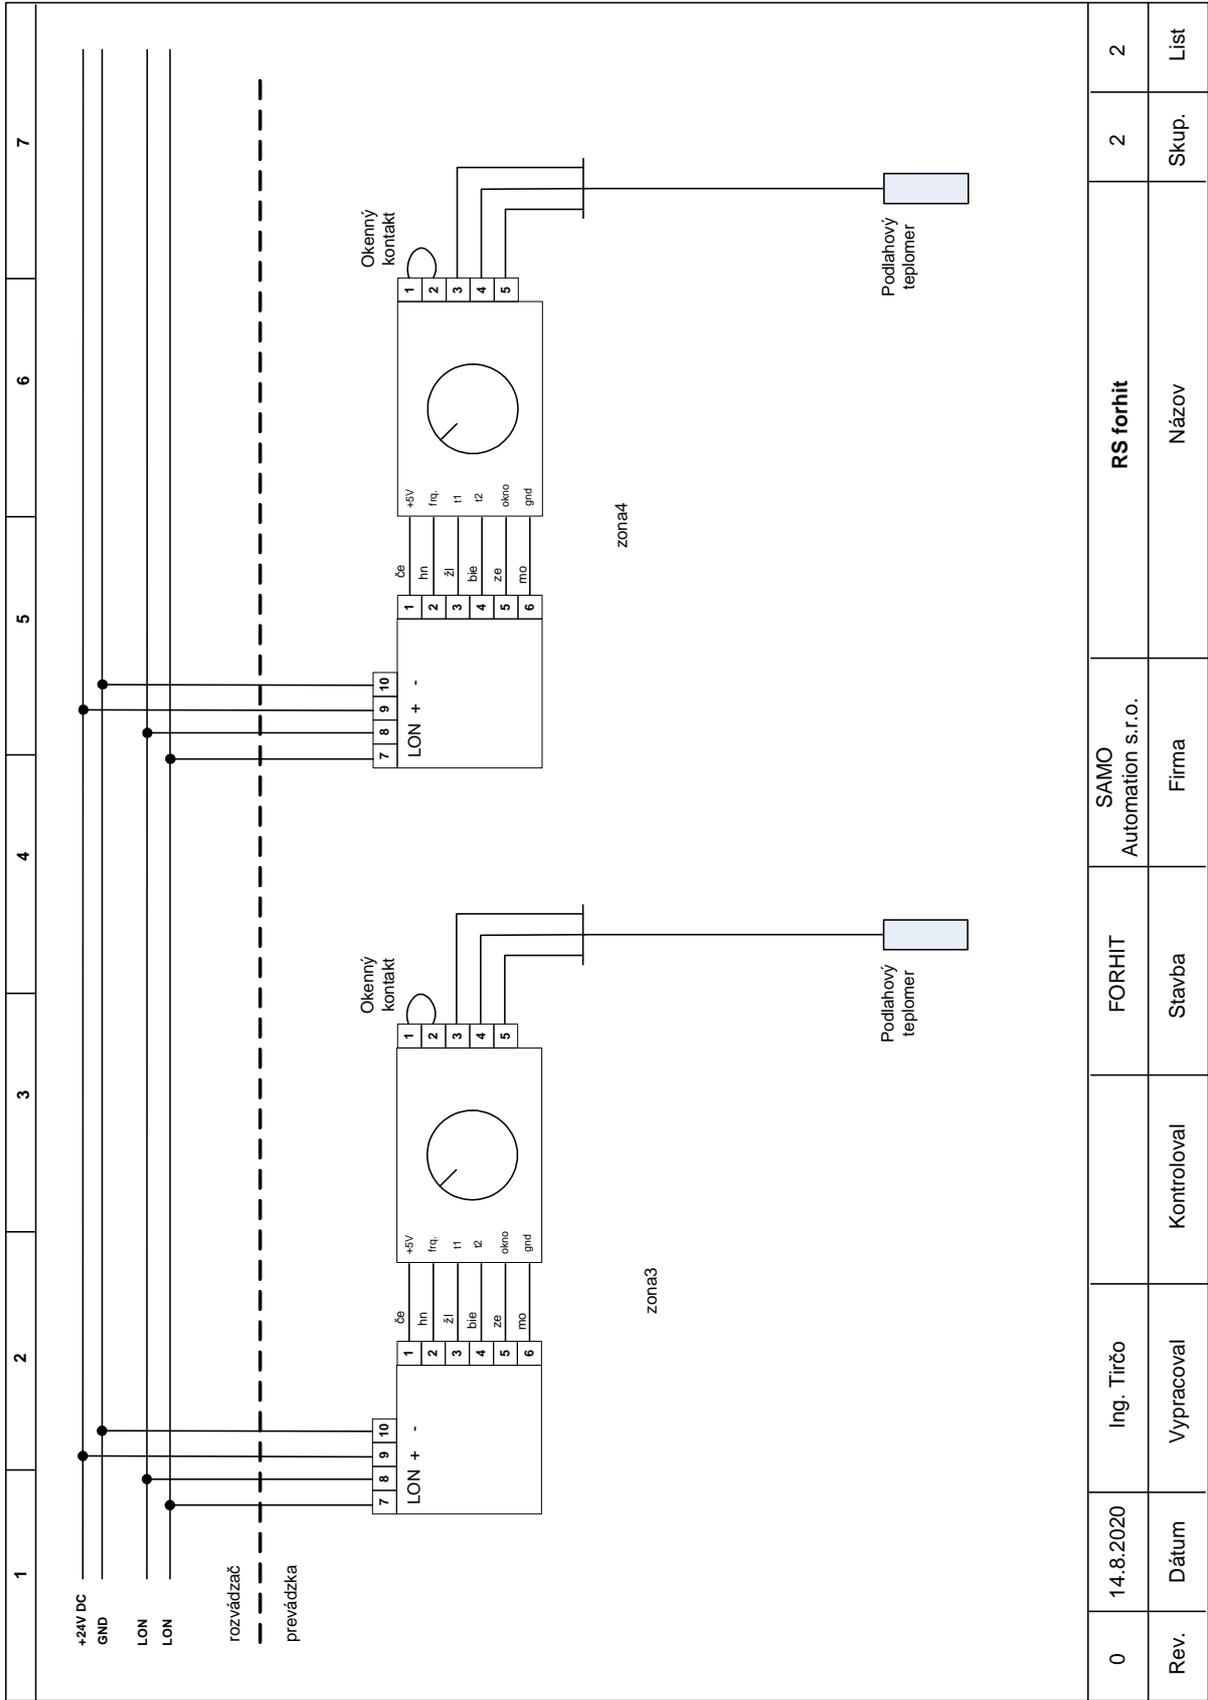 1 2 3 4 5 6 7
+24V DC
GND
LON
LON
rozvádzač
prevádzka
7 8 9 10
LON + -
1 če +5V
2 hn frq.
3 žl t1
4 bie t2
5 ze okno
6 mo gnd
1
2
3
4
5
Okenný
kontakt
Podlahový
teplomer
zona3
7 8 9 10
LON + -
1 če +5V
2 hn frq.
3 žl t1
4 bie t2
5 ze okno
6 mo gnd
1
2
3
4
5
Okenný
kontakt
Podlahový
teplomer
zona4
0 14.8.2020 Ing. Tirčo FORHIT SAMO
Automation s.r.o. RS forhit 2 2
Rev. Dátum Vypracoval Kontroloval Stavba Firma Názov Skup. List